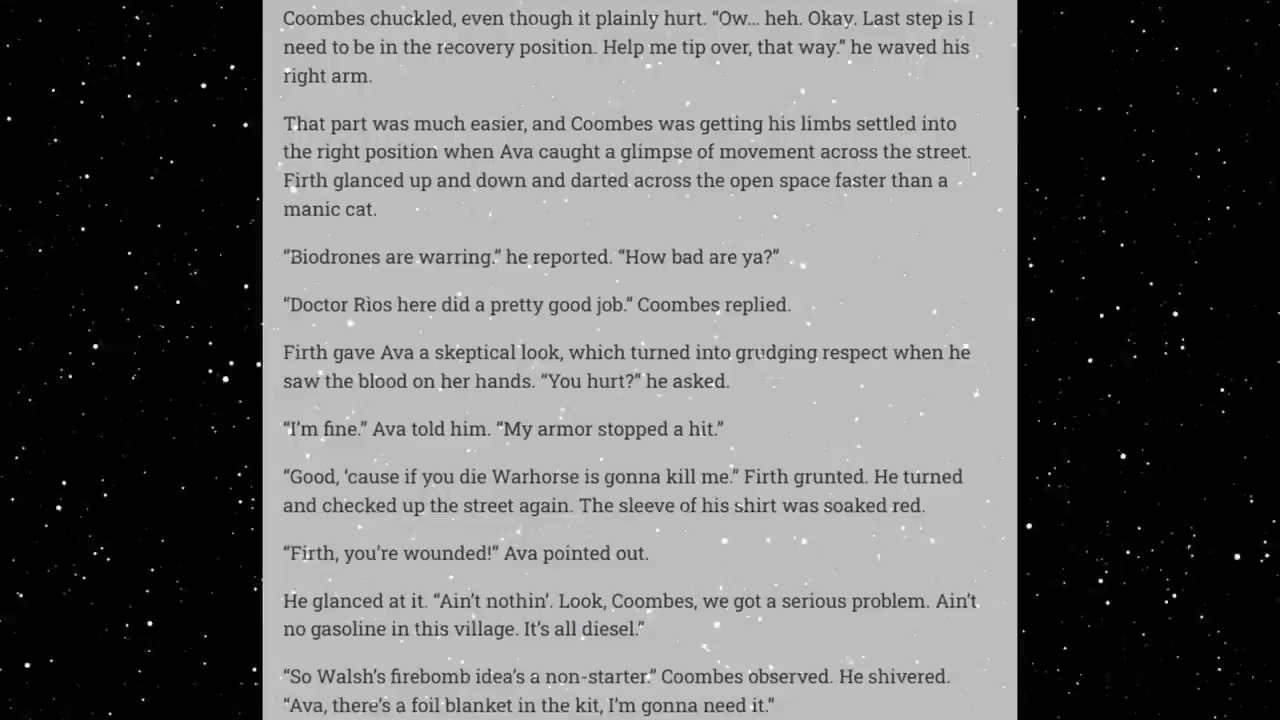 Coombes chuckled, even though it plainly hurt. “Ow... heh. Okay. Last step is I
need to be in the recovery position. Help me tip over, that way.” he waved his
right arm.
That part was much easier, and Coombes was getting his limbs settled into
the right position when Ava caught a glimpse of movement across the street.
Firth glanced up and down and darted across the open space faster than a
manic cat.
“Biodrones are warring.” he reported. “How bad are ya?”
“Doctor Rios here did a pretty good job.” Coombes replied.
Firth gave Ava a skeptical look, which turned into grudging respect when he
saw the blood on her hands. “You hurt?” he asked.
“I’m fine.” Ava told him. “My armor stopped a hit.”
“Good, ‘cause if you die Warhorse is gonna kill me.” Firth grunted. He turned
and checked up the street again. The sleeve of his shirt was soaked red.
“Firth, you’re wounded!” Ava pointed out.
He glanced at it. “Ain’t nothin’. Look, Coombes, we got a serious problem. Ain’t
no gasoline in this village. It’s all diesel.”
“So Walsh’s firebomb idea’s a non-starter.” Coombes observed. He shivered.
“Ava, there’s a foil blanket in the kit, I’m gonna need it.”